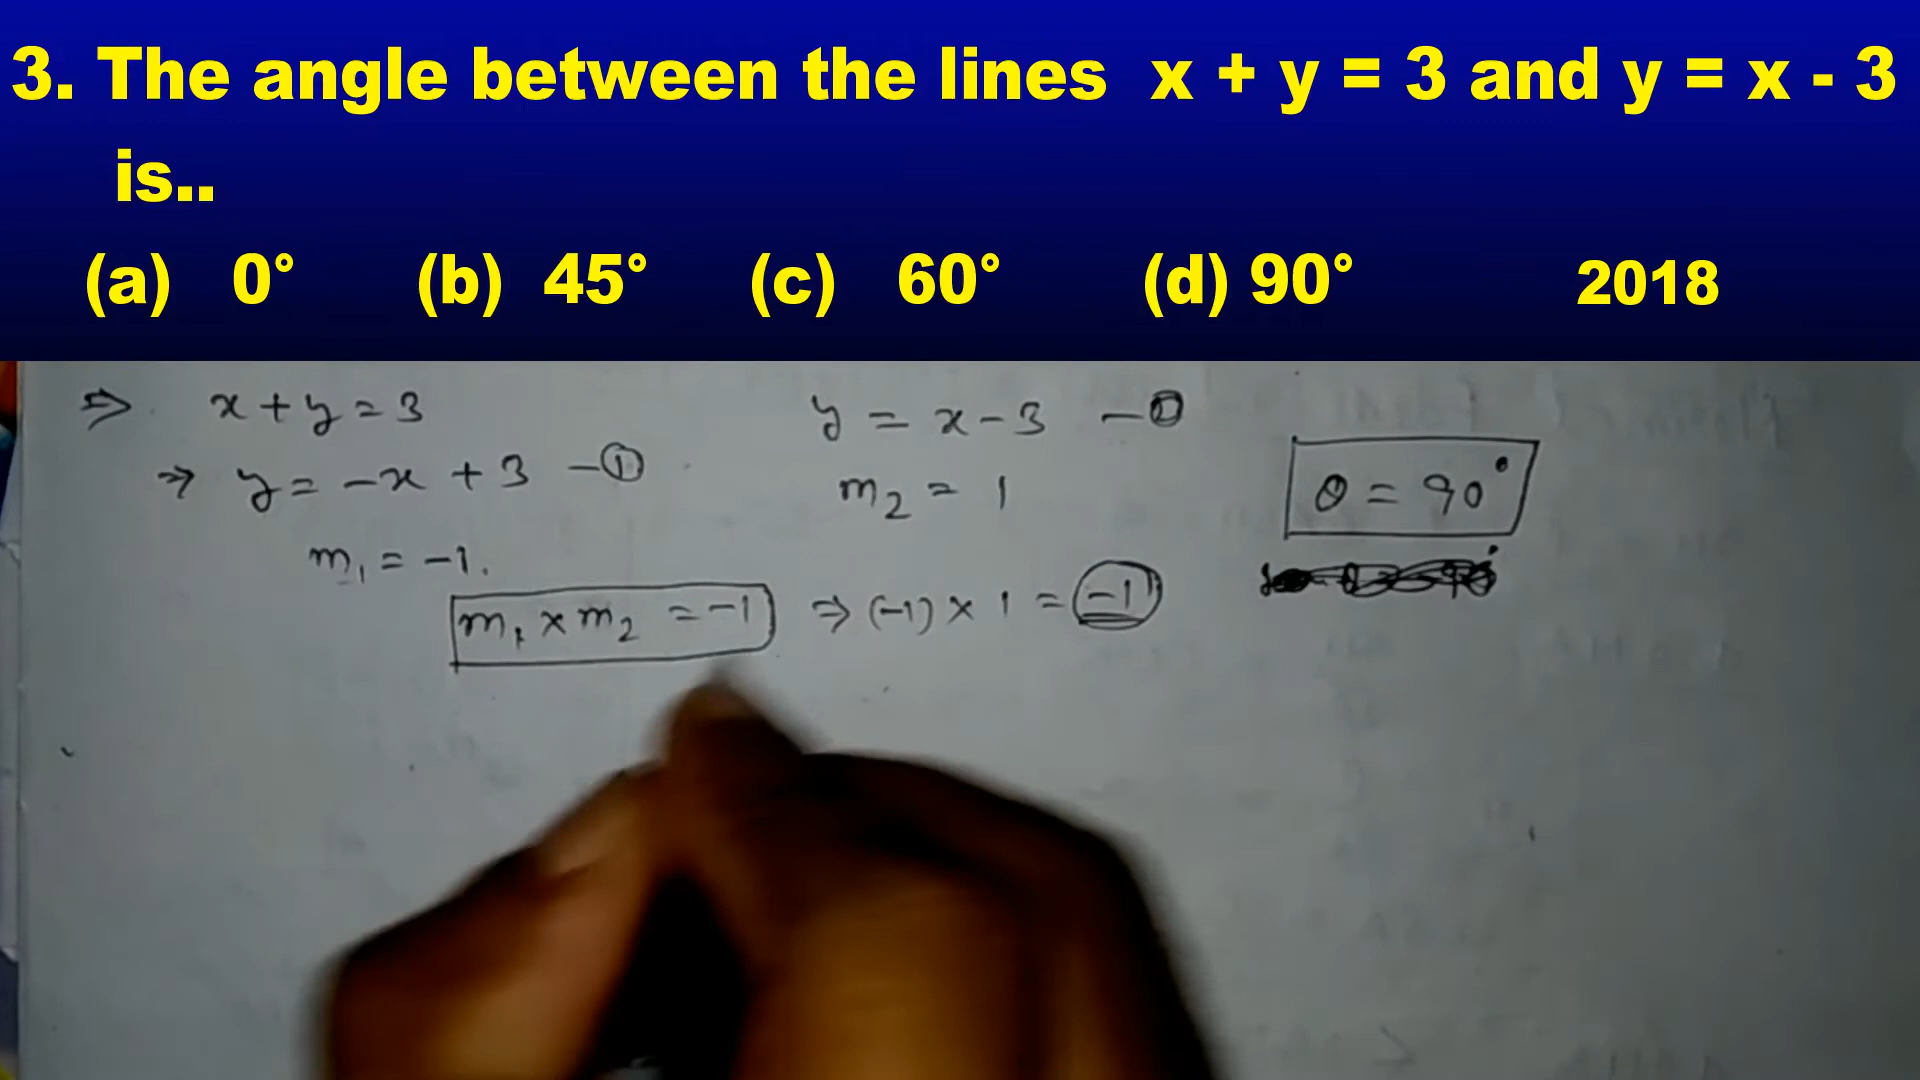 3. The angle between the lines x + y = 3 and y = x - 3
is..
(a) 0° (b) 45° (c) 60° (d) 90° 2018
⇒ x + y = 3
⇒ y = -x + 3 - ①
m₁ = -1.
y = x - 3 -
m₂ = 1
m₁ × m₂ = -1 ⇒ (-1) × 1 = -1
θ = 90°